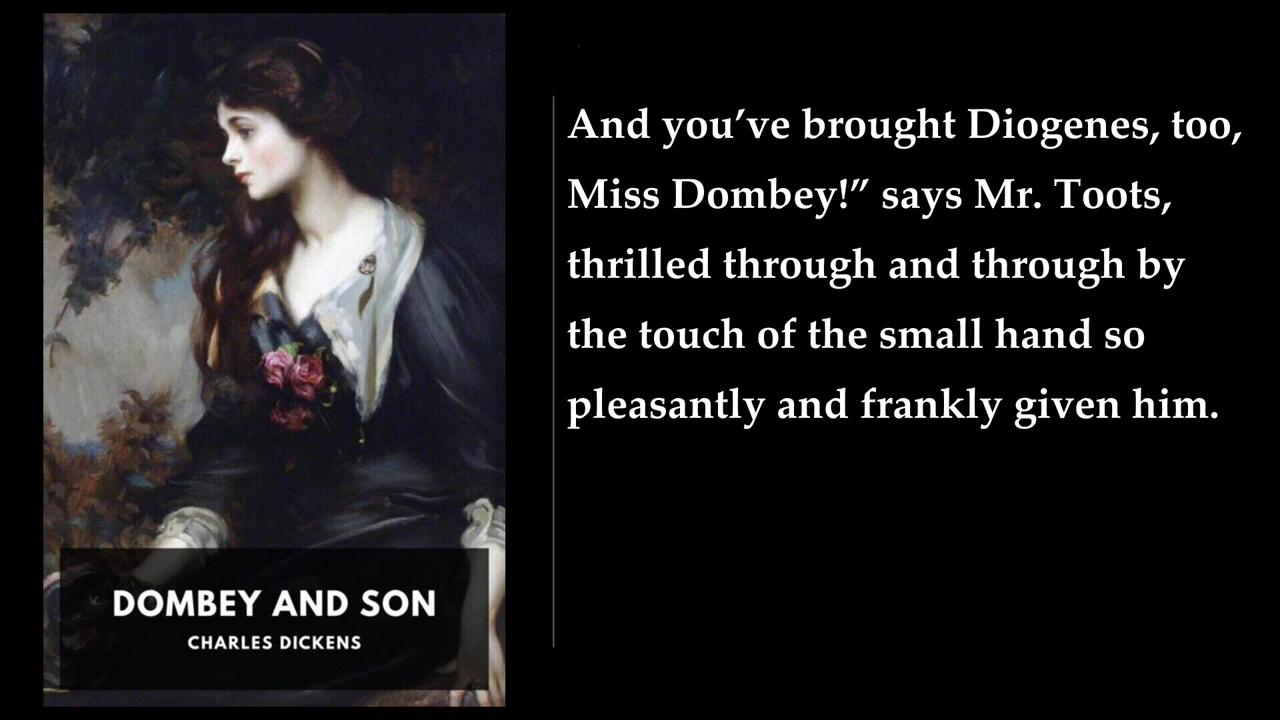 And you’ve brought Diogenes, too,
Miss Dombey!” says Mr. Toots,
thrilled through and through by
the touch of the small hand so
pleasantly and frankly given him.
DOMBEY AND SON
CHARLES DICKENS